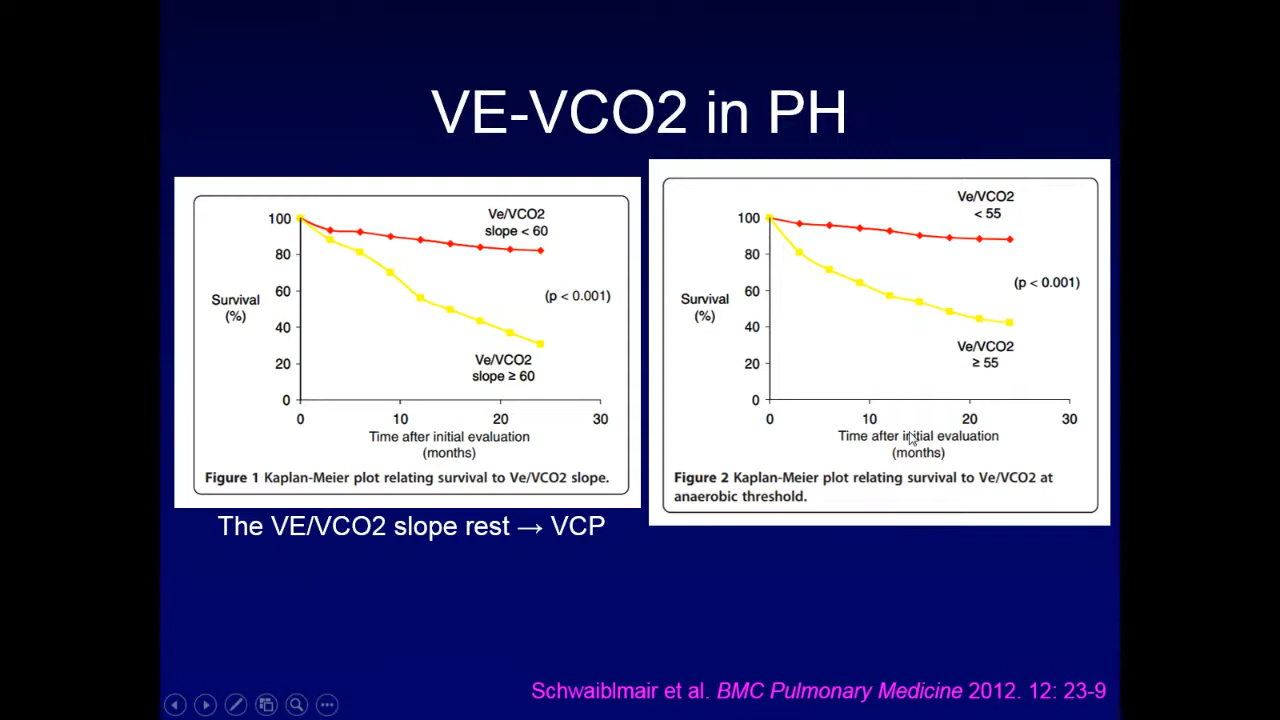 VE-VCO2 in PH
Ve/VCO2
slope < 60
100
80
60
40
20
0
Survival
(%)
(p < 0.001)
Ve/VCO2
slope ≥ 60
0 10 20 30
Time after initial evaluation
(months)
Figure 1 Kaplan-Meier plot relating survival to Ve/VCO2 slope.
Ve/VCO2
< 55
100
80
60
40
20
0
Survival
(%)
(p < 0.001)
Ve/VCO2
≥ 55
0 10 20 30
Time after initial evaluation
(months)
Figure 2 Kaplan-Meier plot relating survival to Ve/VCO2 at
anaerobic threshold.
The VE/VCO2 slope rest → VCP
Schwaiblmair et al. BMC Pulmonary Medicine 2012. 12: 23-9